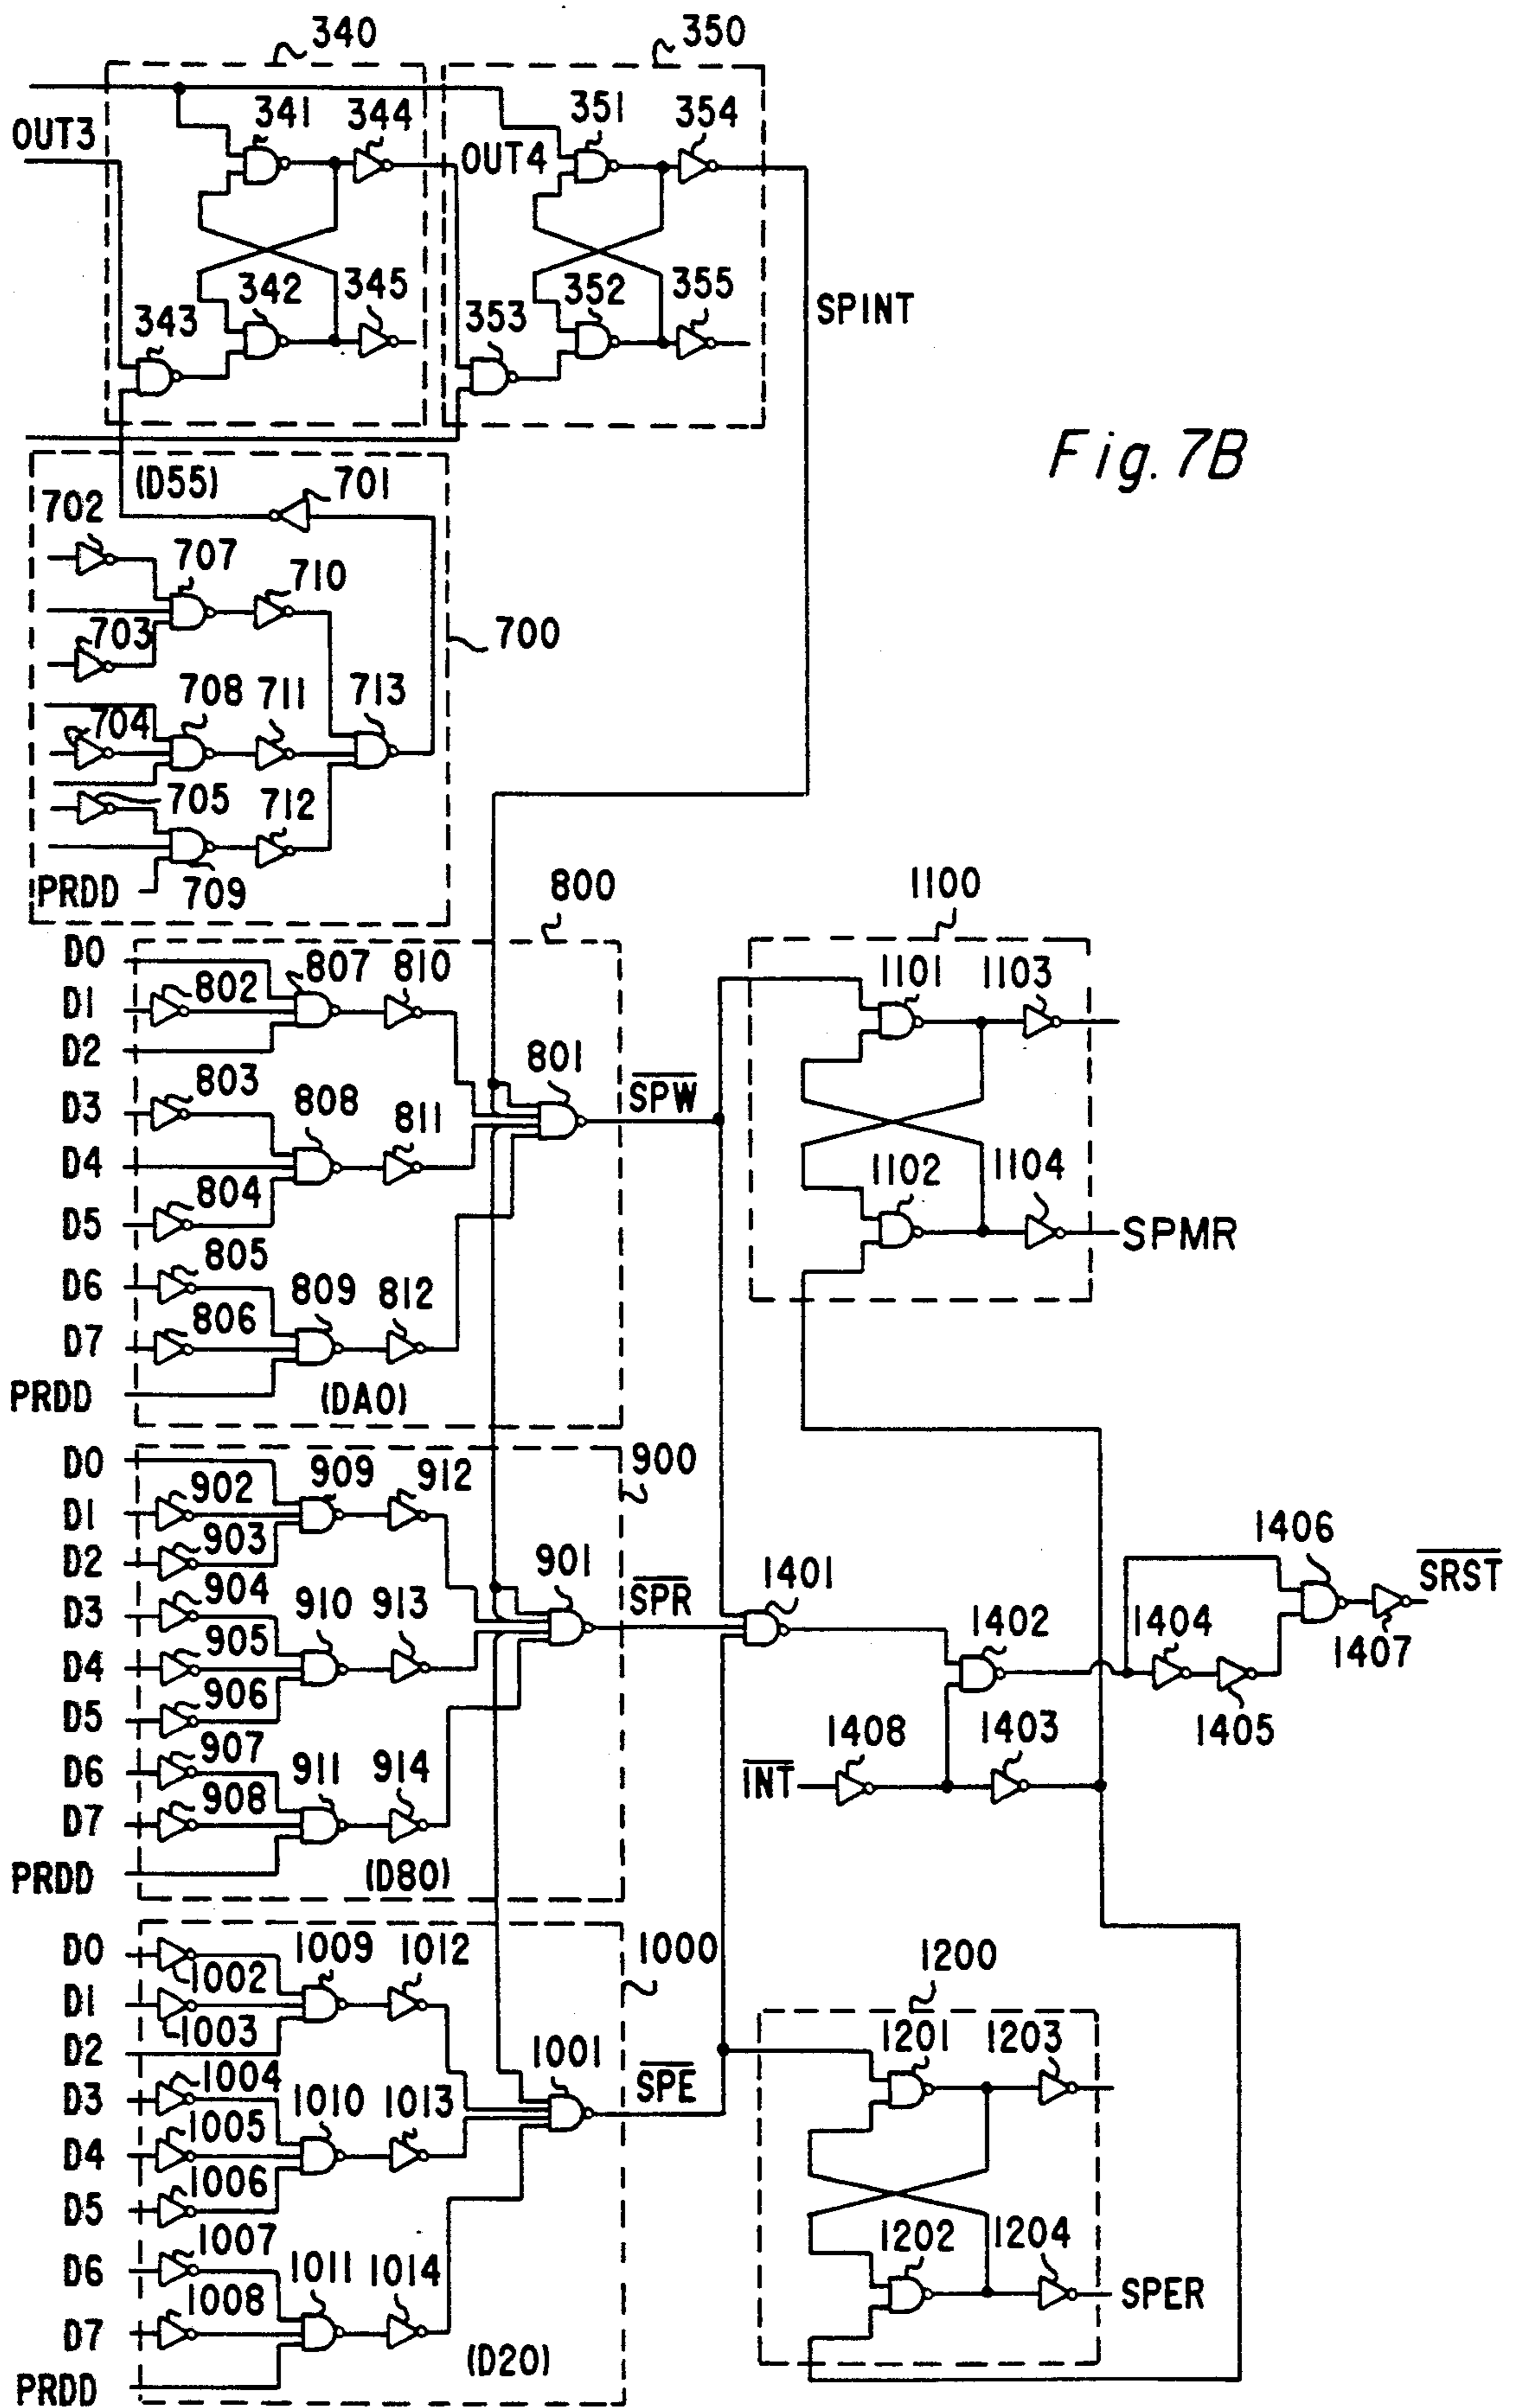 340
350
341
344
351
354
OUT3
OUT4
342
345
352
355
343
353
SPINT
Fig. 7B
(D55)
701
702
707
710
703
700
708
711
713
704
705
712
PRDD
709
800
1100
D0
807
810
1101
1103
D1
802
D2
801
SPW
D3
803
808
811
D4
1102
1104
804
D5
SPMR
805
D6
809
812
806
D7
PRDD
(DA0)
D0
909
912
900
902
D1
1406
903
D2
901
SPR
1401
SRST
904
D3
910
913
1402
1404
905
1407
D4
906
D5
1405
907
1408
1403
D6
911
914
INT
908
D7
PRDD
(D80)
D0
1009
1012
1000
1002
1200
D1
1003
1201
1203
D2
1001
SPE
1004
D3
1010
1013
1005
D4
1006
D5
1007
1202
1204
D6
1011
1014
SPER
1008
D7
(D20)
PRDD